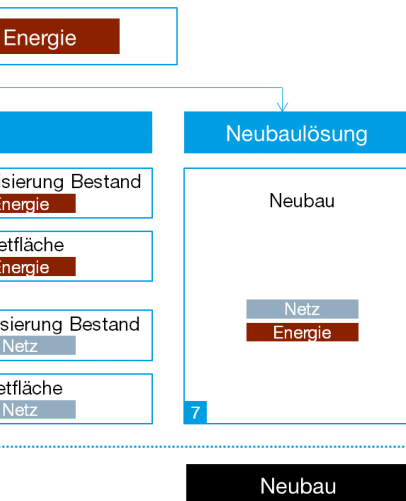 Energie
Neubaulösung
sierung Bestand
Energie
etfläche
Energie
sierung Bestand
Netz
etfläche
Netz
Neubau
Netz
Energie
7
Neubau